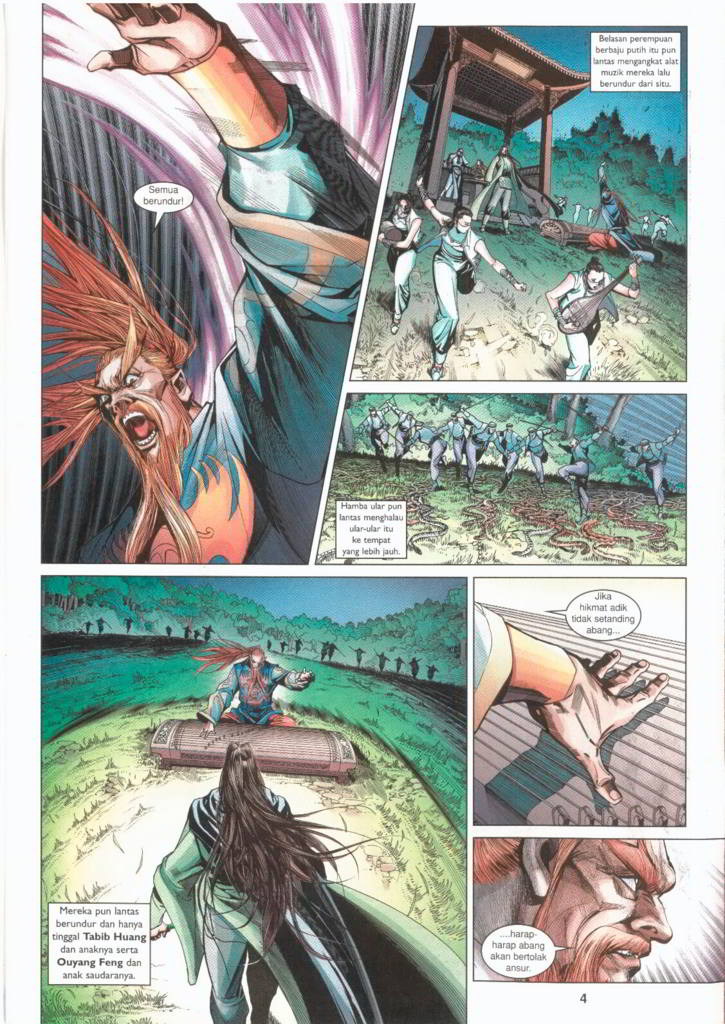 Semua
berundur!
Belasan perempuan
berbaju putih itu pun
lantas mengangkat alat
muzik mereka lalu
berundur dari situ.
Hamba ular pun
lantas menghalau
ular-ular itu
ke tempat
yang lebih jauh.
Mereka pun lantas
berundur dan hanya
tinggal Tabib Huang
dan anaknya serta
Ouyang Feng dan
anak saudaranya.
Jika
hikmat adik
tidak setanding
abang...
....harap-
harap abang
akan bertolak
ansur.
4